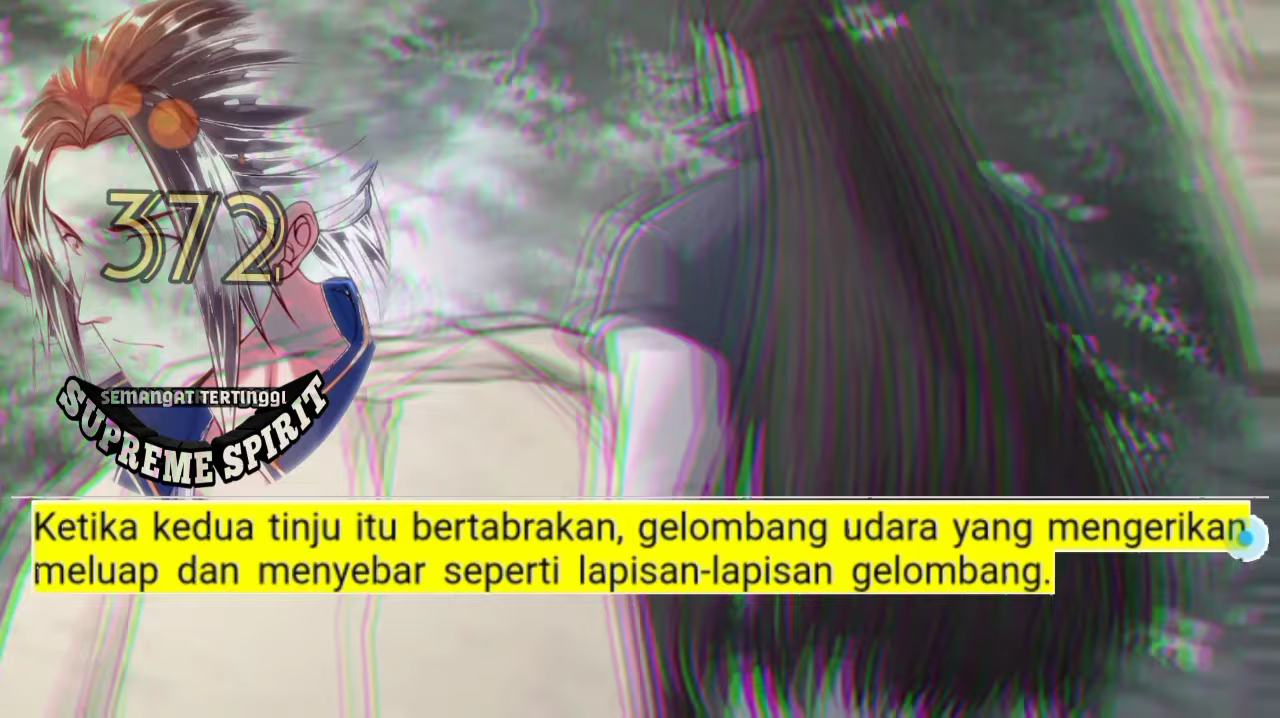 372
SEMANGAT TERTINGGI
SUPREME SPIRIT
Ketika kedua tinju itu bertabrakan, gelombang udara yang mengerikan
meluap dan menyebar seperti lapisan-lapisan gelombang.